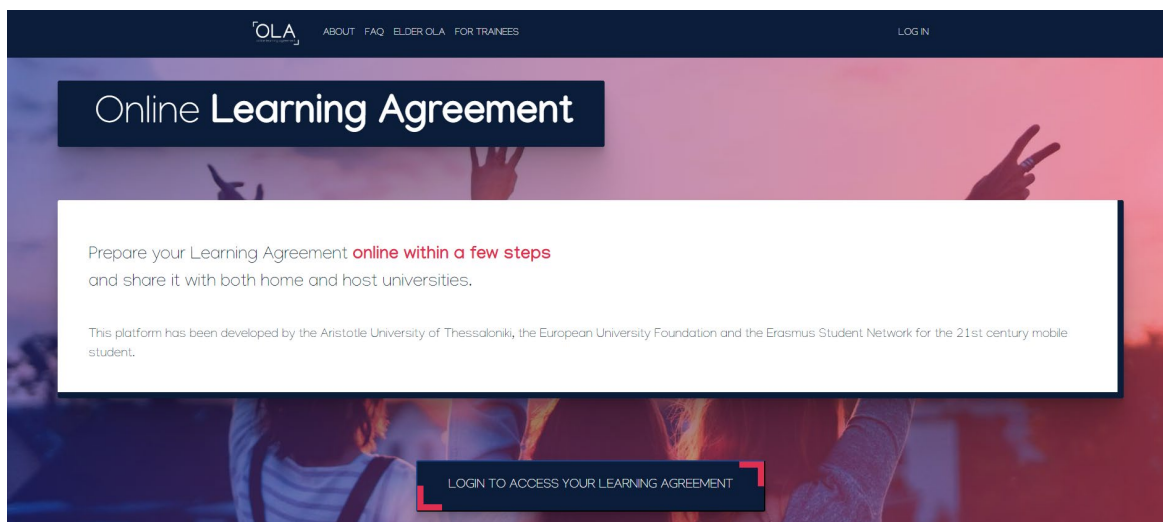 OLA
ABOUT FAQ ELDER OLA FOR TRAINEES
LOG IN
Online Learning Agreement
Prepare your Learning Agreement online within a few steps
and share it with both home and host universities.
This platform has been developed by the Aristotle University of Thessaloniki, the European University Foundation and the Erasmus Student Network for the 21st century mobile
student.
LOGIN TO ACCESS YOUR LEARNING AGREEMENT